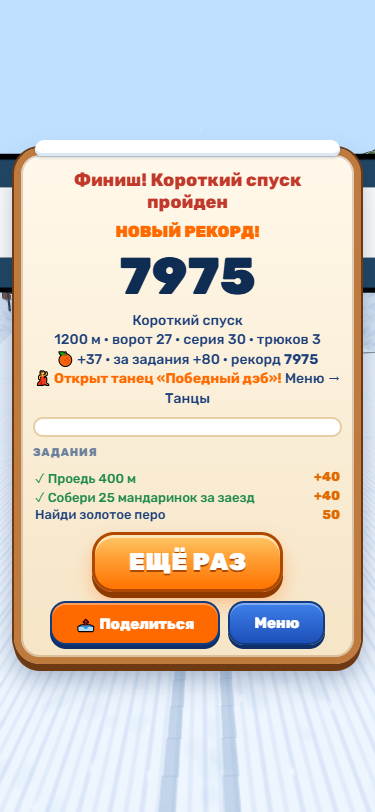 Финиш! Короткий спуск
пройден
НОВЫЙ РЕКОРД!
7975
Короткий спуск
1200 м • ворот 27 • серия 30 • трюков 3
🍊 +37 • за задания +80 • рекорд 7975
💃 Открыт танец «Победный дэб»! Меню →
Танцы
ЗАДАНИЯ
✓ Проедь 400 м +40
✓ Собери 25 мандаринок за заезд +40
Найди золотое перо 50
ЕЩЁ РАЗ
📤 Поделиться
Меню